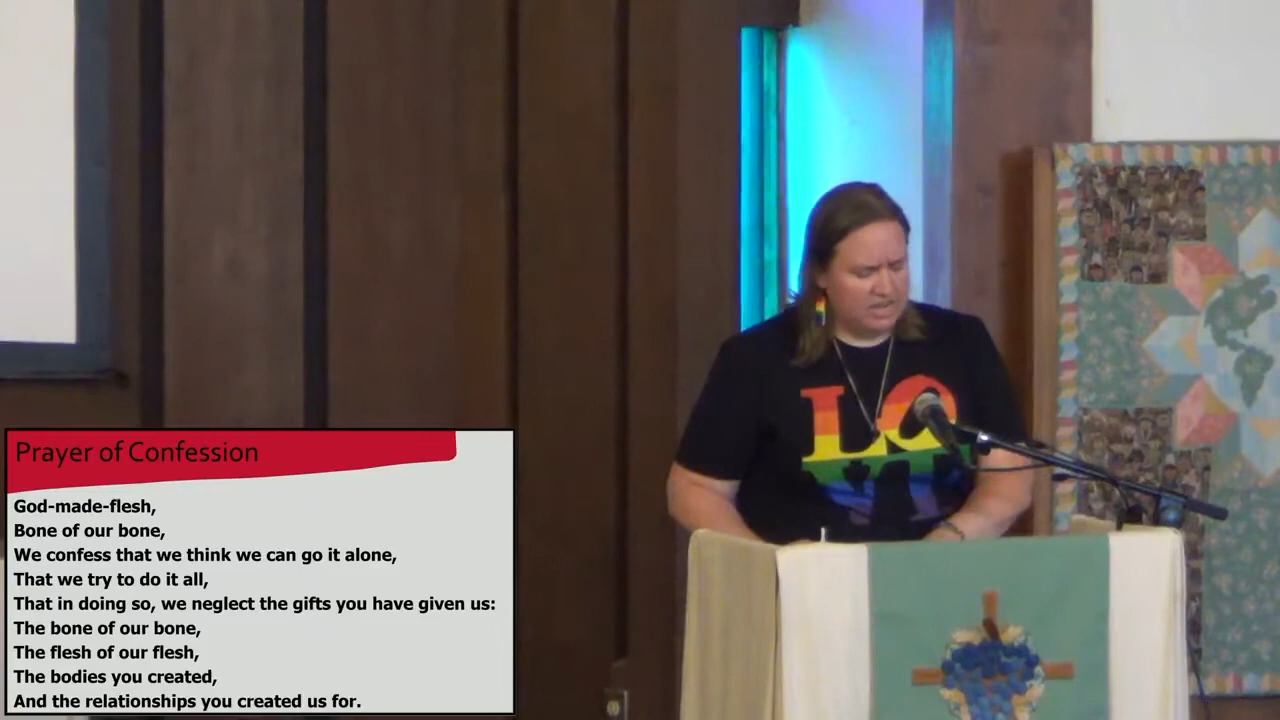 Prayer of Confession
God-made-flesh,
Bone of our bone,
We confess that we think we can go it alone,
That we try to do it all,
That in doing so, we neglect the gifts you have given us:
The bone of our bone,
The flesh of our flesh,
The bodies you created,
And the relationships you created us for.
LO